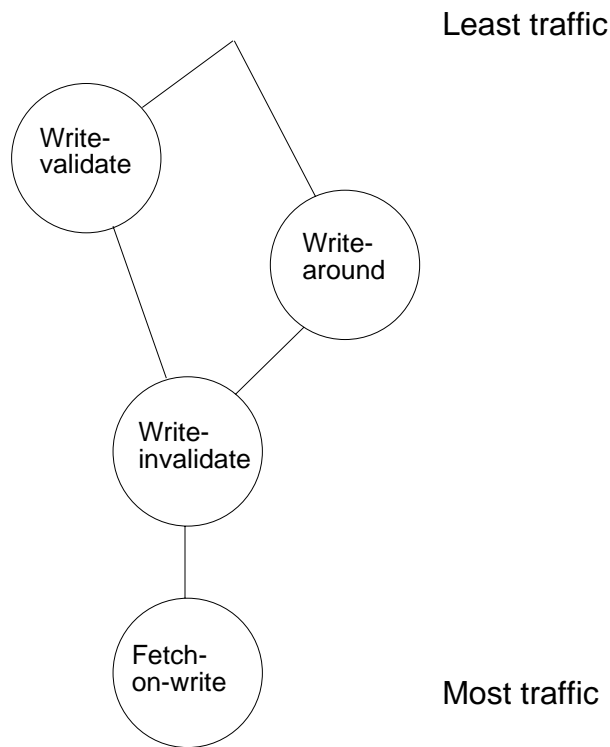 Least traffic
Write-
validate
Write-
around
Write-
invalidate
Fetch-
on-write
Most traffic